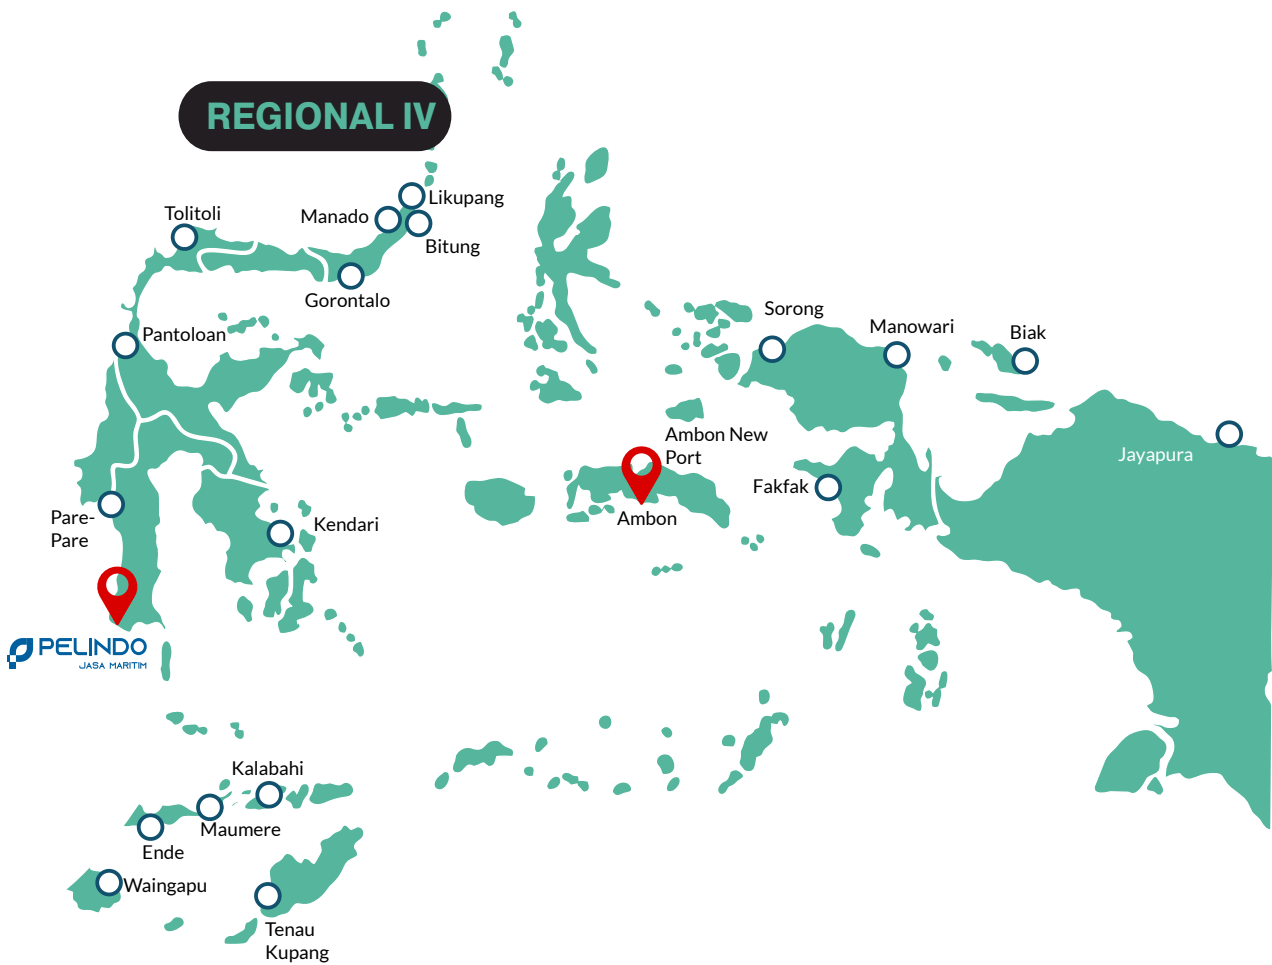 REGIONAL IV
Likupang
Tolitoli
Manado
Bitung
Gorontalo
Sorong
Manowari
Biak
Pantoloan
Ambon New
Port
Jayapura
Fakfak
Pare-
Pare
Kendari
Ambon
PELINDO
JASA MARITIM
Kalabahi
Maumere
Ende
Waingapu
Tenau
Kupang